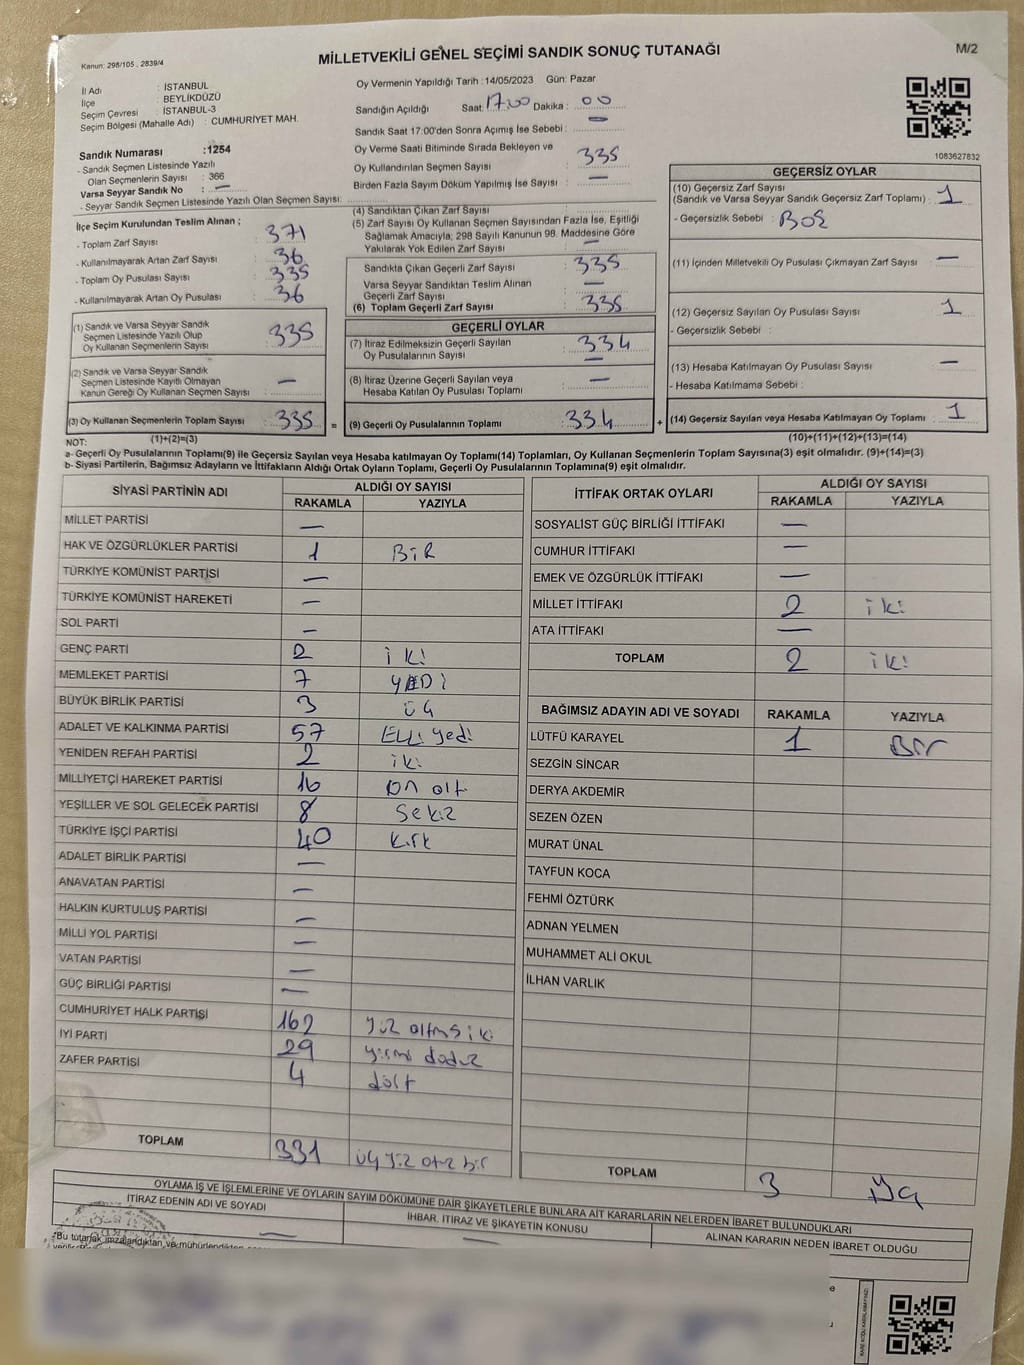 Kanun: 298/105 , 2839/4
MİLLETVEKİLİ GENEL SEÇİMİ SANDIK SONUÇ TUTANAĞI
M/2
İl Adı : İSTANBUL
İlçe : BEYLİKDÜZÜ
Seçim Çevresi : İSTANBUL-3
Seçim Bölgesi (Mahalle Adı) : CUMHURİYET MAH.
Oy Vermenin Yapıldığı Tarih :14/05/2023 Gün: Pazar
Sandığın Açıldığı Saat: 17.00 Dakika : 00
Sandık Saat 17:00'den Sonra Açımış İse Sebebi : —
Sandık Numarası :1254
- Sandık Seçmen Listesinde Yazılı
Olan Seçmenlerin Sayısı : 366
Varsa Seyyar Sandık No : —
- Seyyar Sandık Seçmen Listesinde Yazılı Olan Seçmen Sayısı:
Oy Verme Saati Bitiminde Sırada Bekleyen ve
Oy Kullandırılan Seçmen Sayısı : 335
Birden Fazla Sayım Döküm Yapılmış İse Sayısı : —
1083627832
İlçe Seçim Kurulundan Teslim Alınan ;
- Toplam Zarf Sayısı : 371
- Kullanılmayarak Artan Zarf Sayısı : 36
- Toplam Oy Pusulası Sayısı : 335
- Kullanılmayarak Artan Oy Pusulası : 36
(1) Sandık ve Varsa Seyyar Sandık
Seçmen Listesinde Yazılı Olup
Oy Kullanan Seçmenlerin Sayısı : 335
(2) Sandık ve Varsa Seyyar Sandık
Seçmen Listesinde Kayıtlı Olmayan
Kanun Gereği Oy Kullanan Seçmen Sayısı : —
(3) Oy Kullanan Seçmenlerin Toplam Sayısı : 335 =
(1)+(2)=(3)
(4) Sandıktan Çıkan Zarf Sayısı :
(5) Zarf Sayısı Oy Kullanan Seçmen Sayısından Fazla İse, Eşitliği
Sağlamak Amacıyla; 298 Sayılı Kanunun 98. Maddesine Göre
Yakılarak Yok Edilen Zarf Sayısı : —
Sandıkta Çıkan Geçerli Zarf Sayısı : 335
Varsa Seyyar Sandıktan Teslim Alınan
Geçerli Zarf Sayısı : —
(6) Toplam Geçerli Zarf Sayısı : 335
GEÇERLİ OYLAR
(7) İtiraz Edilmeksizin Geçerli Sayılan
Oy Pusulalarının Sayısı : 334
—
(8) İtiraz Üzerine Geçerli Sayılan veya
Hesaba Katılan Oy Pusulası Toplamı : —
(9) Geçerli Oy Pusulalarının Toplamı : 334 +
GEÇERSİZ OYLAR
(10) Geçersiz Zarf Sayısı
(Sandık ve Varsa Seyyar Sandık Geçersiz Zarf Toplamı) : 1
- Geçersizlik Sebebi : BOŞ
(11) İçinden Milletvekili Oy Pusulası Çıkmayan Zarf Sayısı : —
(12) Geçersiz Sayılan Oy Pusulası Sayısı : 1
- Geçersizlik Sebebi :
(13) Hesaba Katılmayan Oy Pusulası Sayısı : —
- Hesaba Katılmama Sebebi :
(14) Geçersiz Sayılan veya Hesaba Katılmayan Oy Toplamı : 1
(10)+(11)+(12)+(13)=(14)
NOT:
a- Geçerli Oy Pusulalarının Toplamı(9) ile Geçersiz Sayılan veya Hesaba katılmayan Oy Toplamı(14) Toplamları, Oy Kullanan Seçmenlerin Toplam Sayısına(3) eşit olmalıdır. (9)+(14)=(3)
b- Siyasi Partilerin, Bağımsız Adayların ve İttifakların Aldığı Ortak Oyların Toplamı, Geçerli Oy Pusulalarının Toplamına(9) eşit olmalıdır.
SİYASİ PARTİNİN ADI ALDIĞI OY SAYISI
RAKAMLA YAZIYLA
MİLLET PARTİSİ —
HAK VE ÖZGÜRLÜKLER PARTİSİ 1 BİR
TÜRKİYE KOMÜNİST PARTİSİ —
TÜRKİYE KOMÜNİST HAREKETİ —
SOL PARTİ —
GENÇ PARTİ 2 iki
MEMLEKET PARTİSİ 7 YEDİ
BÜYÜK BİRLİK PARTİSİ 3 üç
ADALET VE KALKINMA PARTİSİ 57 Elli yedi
YENİDEN REFAH PARTİSİ 2 iki
MİLLİYETÇİ HAREKET PARTİSİ 16 on altı
YEŞİLLER VE SOL GELECEK PARTİSİ 8 sekiz
TÜRKİYE İŞÇİ PARTİSİ 40 kırk
ADALET BİRLİK PARTİSİ —
ANAVATAN PARTİSİ —
HALKIN KURTULUŞ PARTİSİ —
MİLLİ YOL PARTİSİ —
VATAN PARTİSİ —
GÜÇ BİRLİĞİ PARTİSİ —
CUMHURİYET HALK PARTİSİ 162 yüz altmış iki
İYİ PARTİ 29 yirmi dokuz
ZAFER PARTİSİ 4 dört
TOPLAM 331 üç yüz otuz bir
İTTİFAK ORTAK OYLARI ALDIĞI OY SAYISI
RAKAMLA YAZIYLA
SOSYALİST GÜÇ BİRLİĞİ İTTİFAKI —
CUMHUR İTTİFAKI —
EMEK VE ÖZGÜRLÜK İTTİFAKI —
MİLLET İTTİFAKI 2 iki
ATA İTTİFAKI —
TOPLAM 2 iki
BAĞIMSIZ ADAYIN ADI VE SOYADI RAKAMLA YAZIYLA
LÜTFÜ KARAYEL 1 Bir
SEZGİN SİNCAR
DERYA AKDEMİR
SEZEN ÖZEN
MURAT ÜNAL
TAYFUN KOCA
FEHMİ ÖZTÜRK
ADNAN YELMEN
MUHAMMET ALİ OKUL
İLHAN VARLIK
TOPLAM 3
OYLAMA İŞ VE İŞLEMLERİNE VE OYLARIN SAYIM DÖKÜMÜNE DAİR ŞİKAYETLERLE BUNLARA AİT KARARLARIN NELERDEN İBARET BULUNDUKLARI
İTİRAZ EDENİN ADI VE SOYADI İHBAR, İTİRAZ VE ŞİKAYETİN KONUSU ALINAN KARARIN NEDEN İBARET OLDUĞU
— —
"Bu tutanak imzalandıktan ve mühürlendikten